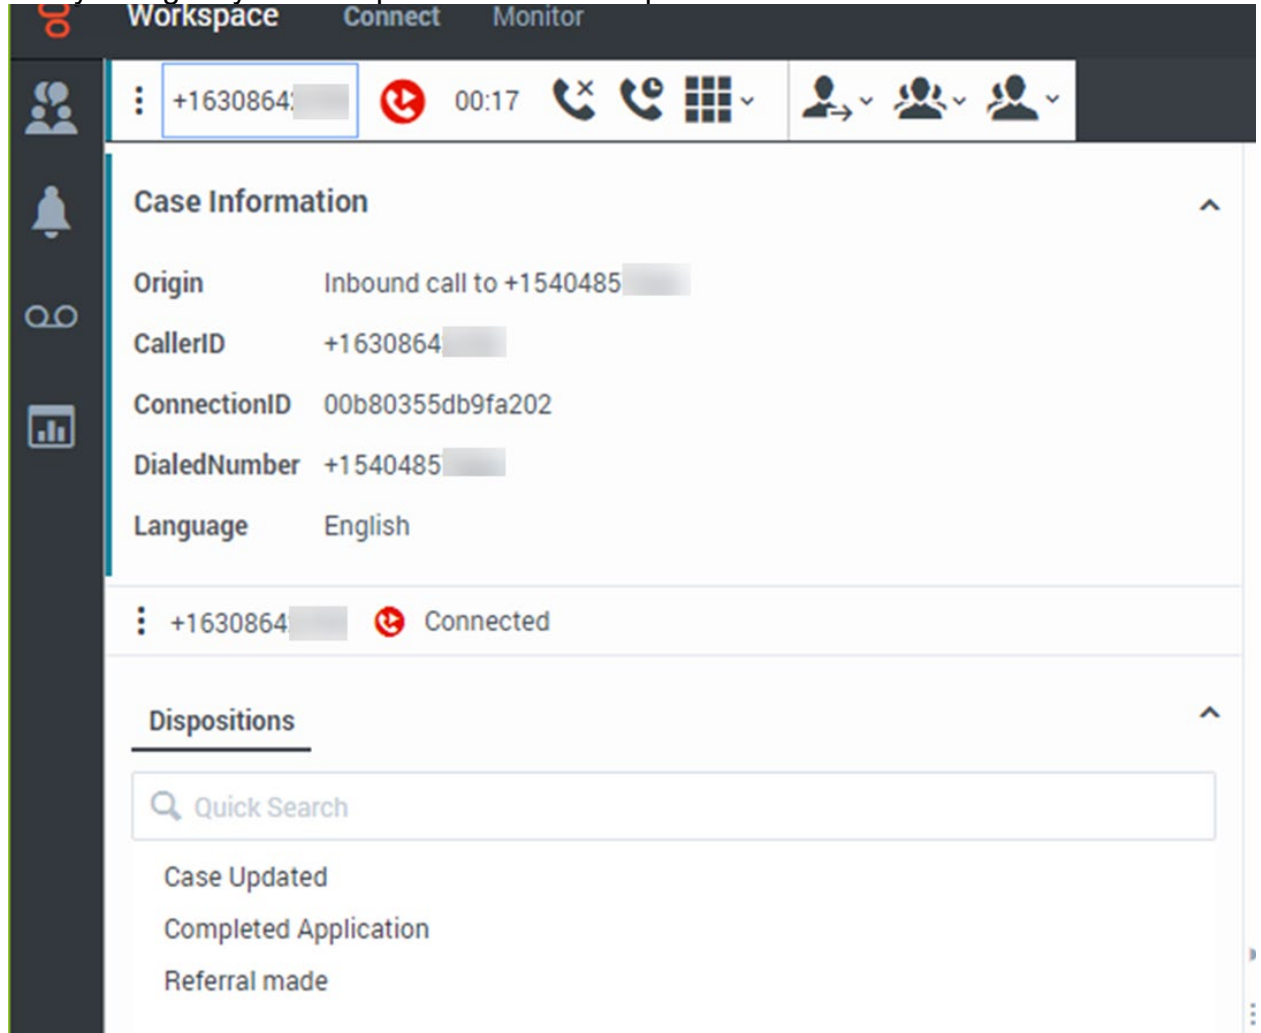 Workspace Connect Monitor
+1630864 00:17
Case Information
Origin Inbound call to +1540485
CallerID +1630864
ConnectionID 00b80355db9fa202
DialedNumber +1540485
Language English
+1630864 Connected
Dispositions
Quick Search
Case Updated
Completed Application
Referral made